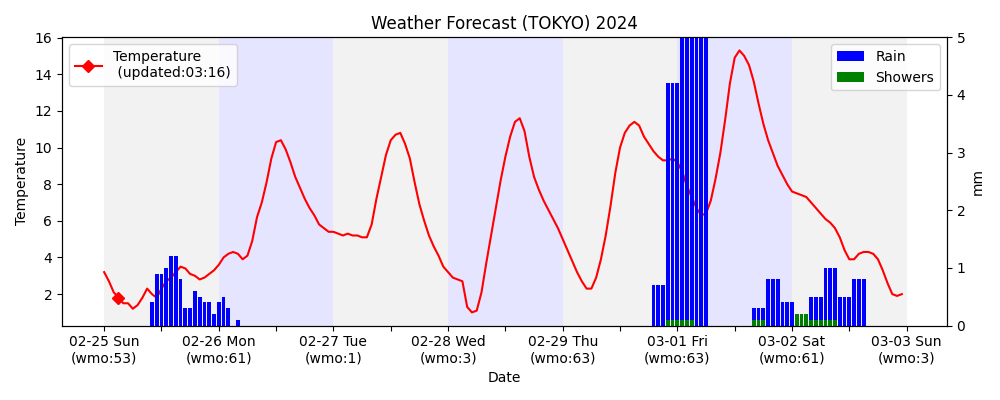 Weather Forecast (TOKYO) 2024
Temperature
(updated:03:16)
Rain
Showers
Temperature
16
14
12
10
8
6
4
2
5
4
3
2
1
0
mm
02-25 Sun 02-26 Mon 02-27 Tue 02-28 Wed 02-29 Thu 03-01 Fri 03-02 Sat 03-03 Sun
(wmo:53) (wmo:61) (wmo:1) (wmo:3) (wmo:63) (wmo:63) (wmo:61) (wmo:3)
Date